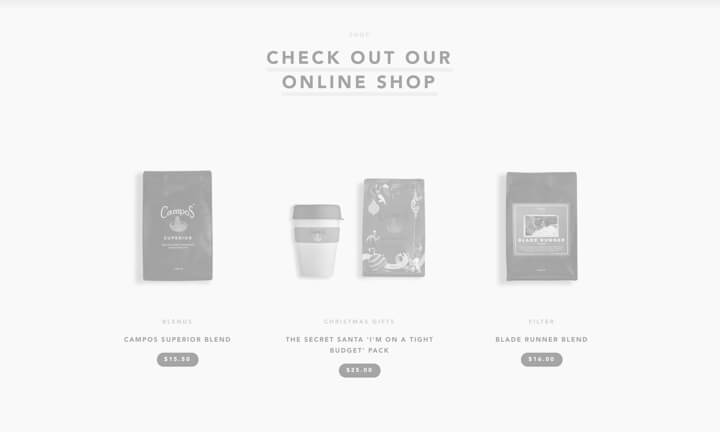 SHOP
CHECK OUT OUR
ONLINE SHOP
Campos
SUPERIOR
BLADE RUNNER
BLENDS
CHRISTMAS GIFTS
FILTER
CAMPOS SUPERIOR BLEND
THE SECRET SANTA 'I'M ON A TIGHT
BUDGET' PACK
BLADE RUNNER BLEND
$15.50
$35.00
$16.00